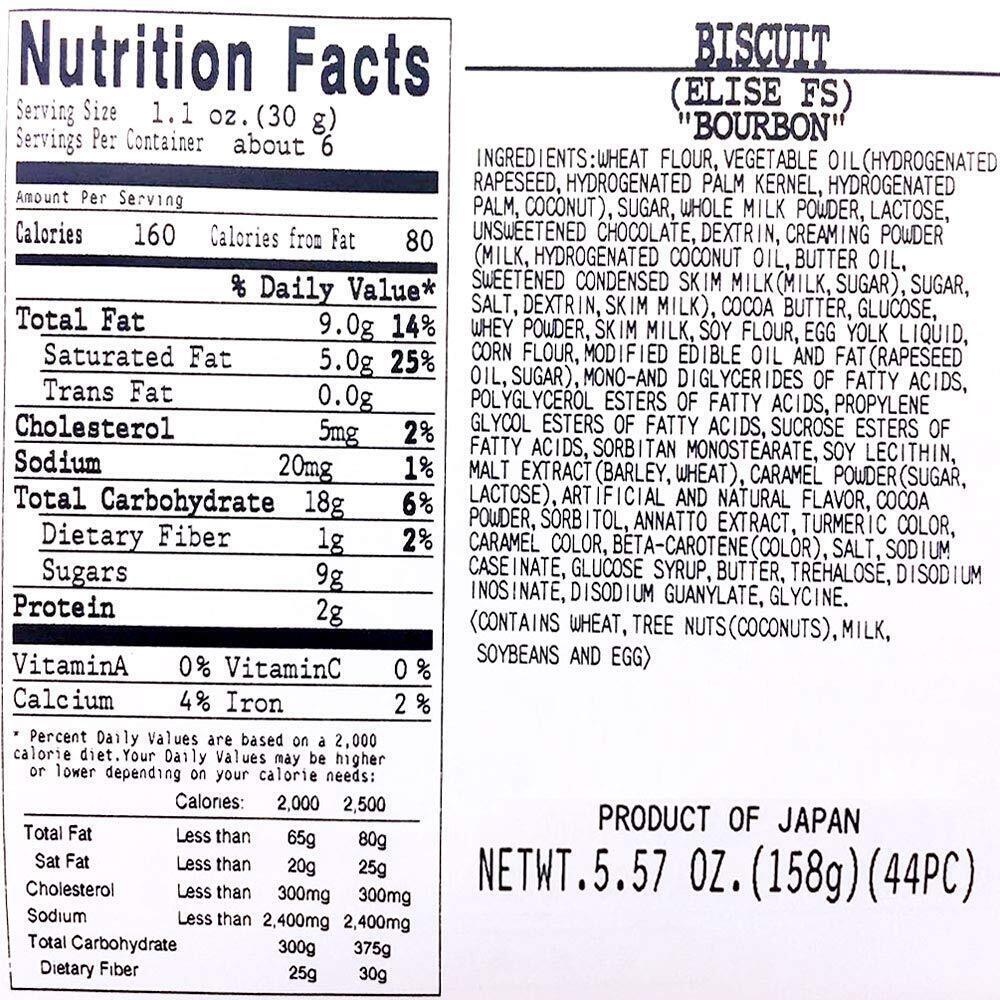 Nutrition Facts
Serving Size 1.1 oz.(30 g)
Servings Per Container about 6
Amount Per Serving
Calories 160 Calories from Fat 80
% Daily Value*
Total Fat 9.0g 14%
Saturated Fat 5.0g 25%
Trans Fat 0.0g
Cholesterol 5mg 2%
Sodium 20mg 1%
Total Carbohydrate 18g 6%
Dietary Fiber 1g 2%
Sugars 9g
Protein 2g
VitaminA 0% VitaminC 0%
Calcium 4% Iron 2%
* Percent Daily Values are based on a 2,000
calorie diet.Your Daily Values may be higher
or lower depending on your calorie needs:
Calories: 2,000 2,500
Total Fat Less than 65g 80g
Sat Fat Less than 20g 25g
Cholesterol Less than 300mg 300mg
Sodium Less than 2,400mg 2,400mg
Total Carbohydrate 300g 375g
Dietary Fiber 25g 30g
BISCUIT
(ELISE FS)
"BOURBON"
INGREDIENTS:WHEAT FLOUR, VEGETABLE OIL(HYDROGENATED
RAPESEED, HYDROGENATED PALM KERNEL, HYDROGENATED
PALM, COCONUT), SUGAR, WHOLE MILK POWDER, LACTOSE,
UNSWEETENED CHOCOLATE, DEXTRIN, CREAMING POWDER
(MILK, HYDROGENATED COCONUT OIL, BUTTER OIL,
SWEETENED CONDENSED SKIM MILK(MILK, SUGAR), SUGAR,
SALT, DEXTRIN, SKIM MILK), COCOA BUTTER, GLUCOSE,
WHEY POWDER, SKIM MILK, SOY FLOUR, EGG YOLK LIQUID,
CORN FLOUR, MODIFIED EDIBLE OIL AND FAT(RAPESEED
OIL, SUGAR), MONO-AND DIGLYCERIDES OF FATTY ACIDS,
POLYGLYCEROL ESTERS OF FATTY ACIDS, PROPYLENE
GLYCOL ESTERS OF FATTY ACIDS, SUCROSE ESTERS OF
FATTY ACIDS, SORBITAN MONOSTEARATE, SOY LECITHIN,
MALT EXTRACT(BARLEY, WHEAT), CARAMEL POWDER(SUGAR,
LACTOSE), ARTIFICIAL AND NATURAL FLAVOR, COCOA
POWDER, SORBITOL, ANNATTO EXTRACT, TURMERIC COLOR,
CARAMEL COLOR, BETA-CAROTENE(COLOR), SALT, SODIUM
CASEINATE, GLUCOSE SYRUP, BUTTER, TREHALOSE, DISODIUM
INOSINATE, DISODIUM GUANYLATE, GLYCINE.
〈CONTAINS WHEAT, TREE NUTS(COCONUTS), MILK,
SOYBEANS AND EGG〉
PRODUCT OF JAPAN
NETWT.5.57 OZ.(158g)(44PC)